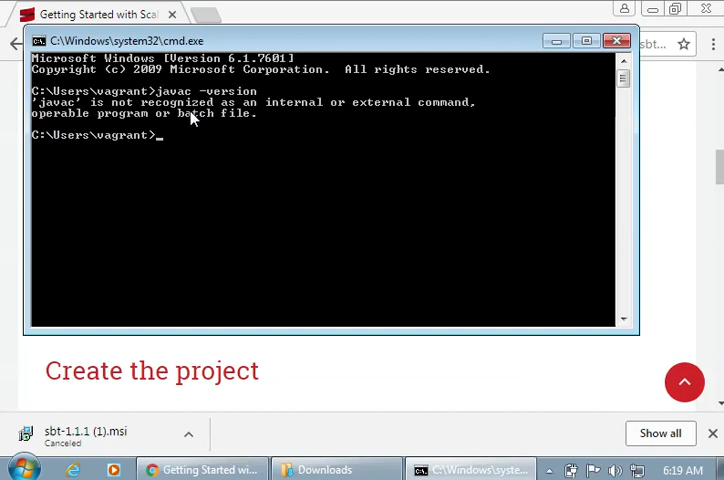 Getting Started with Scal
C:\Windows\system32\cmd.exe
sbt...
Microsoft Windows [Version 6.1.7601]
Copyright (c) 2009 Microsoft Corporation. All rights reserved.
C:\Users\vagrant>javac -version
'javac' is not recognized as an internal or external command,
operable program or batch file.
C:\Users\vagrant>_
Create the project
sbt-1.1.1 (1).msi
Canceled
Show all
Getting Started wi...
Downloads
C:\Windows\syste...
6:19 AM